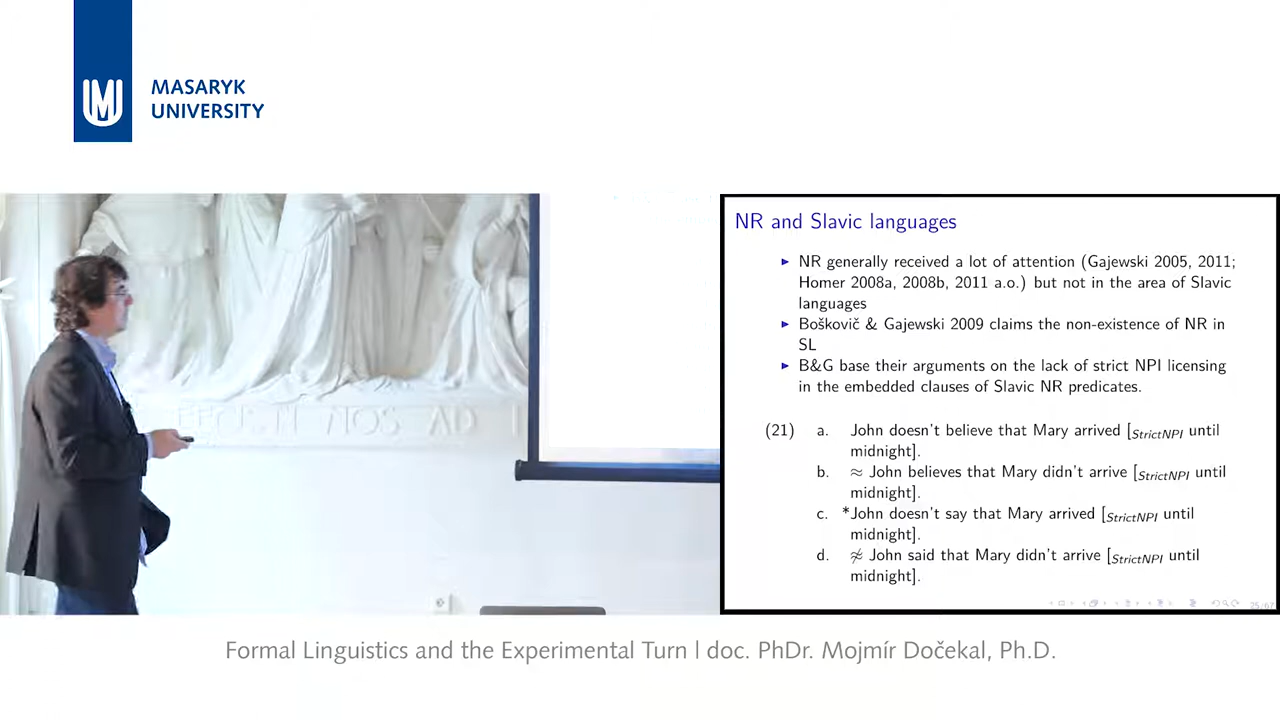 MASARYK
UNIVERSITY
NR and Slavic languages
▶ NR generally received a lot of attention (Gajewski 2005, 2011;
Homer 2008a, 2008b, 2011 a.o.) but not in the area of Slavic
languages
▶ Boškovič & Gajewski 2009 claims the non-existence of NR in
SL
▶ B&G base their arguments on the lack of strict NPI licensing
in the embedded clauses of Slavic NR predicates.
(21) a. John doesn't believe that Mary arrived [StrictNPI until
midnight].
b. ≈ John believes that Mary didn't arrive [StrictNPI until
midnight].
c. *John doesn't say that Mary arrived [StrictNPI until
midnight].
d. ≉ John said that Mary didn't arrive [StrictNPI until
midnight].
25/67
Formal Linguistics and the Experimental Turn | doc. PhDr. Mojmír Dočekal, Ph.D.